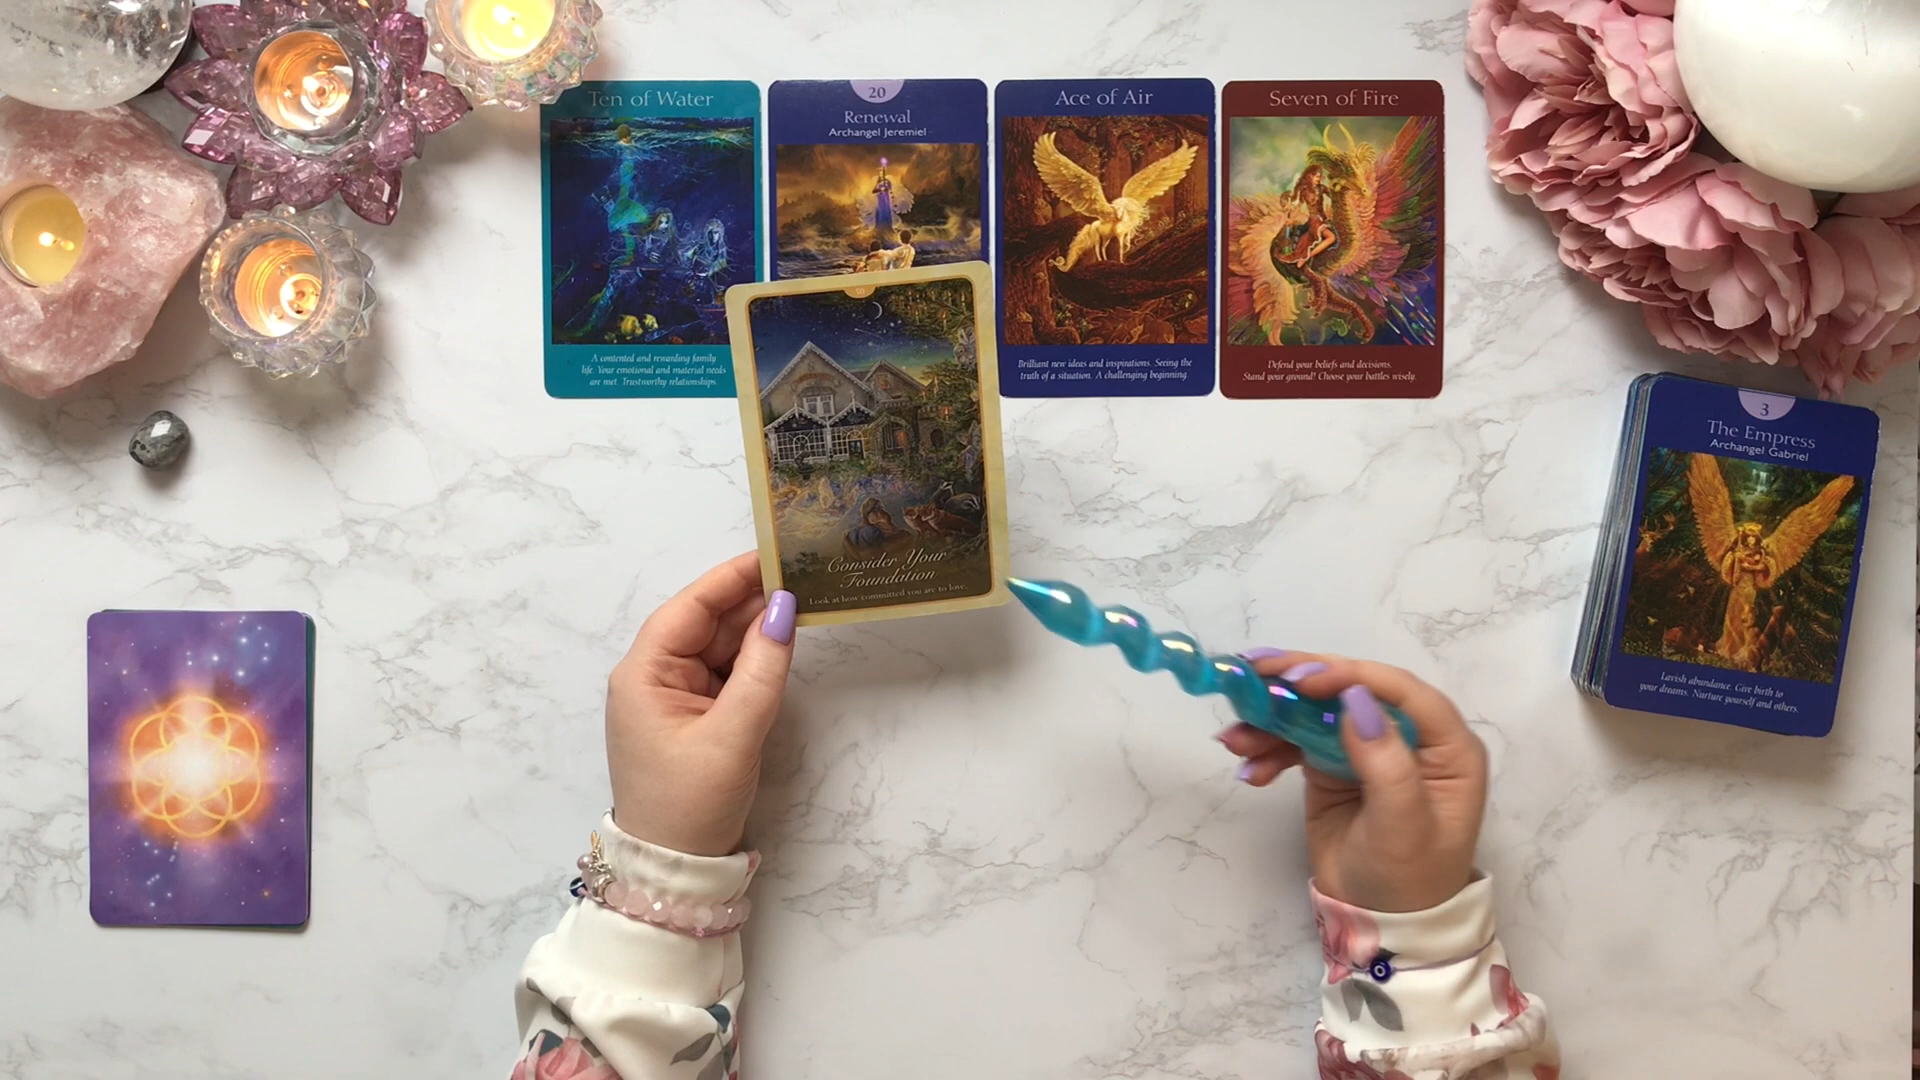 Ten of Water
A contented and rewarding family
life. Your emotional and material needs
are met. Trustworthy relationships.
20
Renewal
Archangel Jeremiel
Ace of Air
Brilliant new ideas and inspirations. Seeing the
truth of a situation. A challenging beginning
Seven of Fire
Defend your beliefs and decisions.
Stand your ground! Choose your battles wisely.
Consider Your
Foundation
Look at how committed you are to love.
3
The Empress
Archangel Gabriel
Lavish abundance. Give birth to
your dreams. Nurture yourself and others.